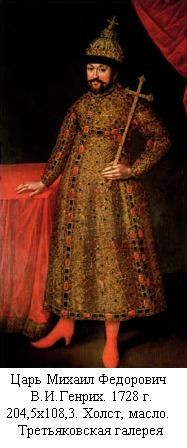 Царь Михаил Федорович
В.И.Генрих. 1728 г.
204,5х108,3. Холст, масло.
Третьяковская галерея